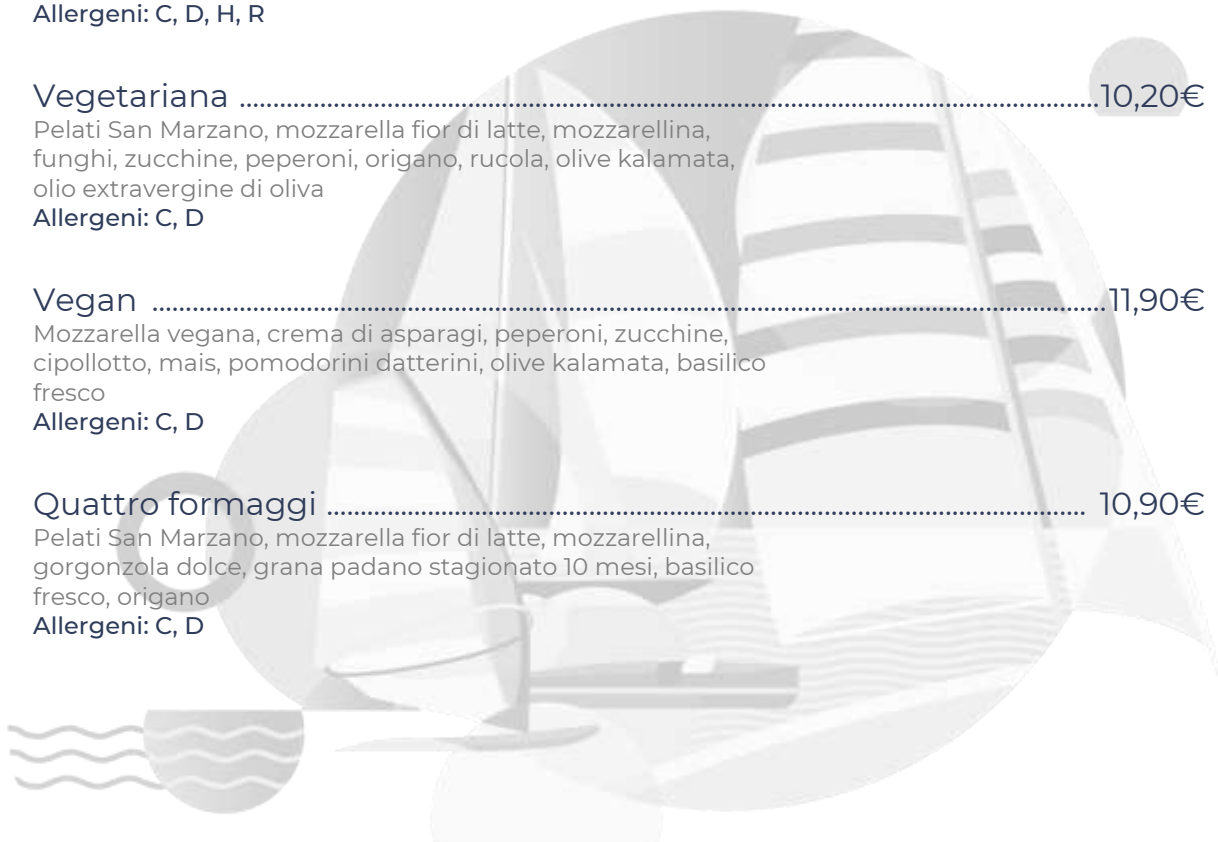 Allergeni: C, D, H, R
Vegetariana ........................................................................................................................................10,20€
Pelati San Marzano, mozzarella fior di latte, mozzarellina,
funghi, zucchine, peperoni, origano, rucola, olive kalamata,
olio extravergine di oliva
Allergeni: C, D
Vegan ................................................................................................................................................11,90€
Mozzarella vegana, crema di asparagi, peperoni, zucchine,
cipollotto, mais, pomodorini datterini, olive kalamata, basilico
fresco
Allergeni: C, D
Quattro formaggi ................................................................................................................... 10,90€
Pelati San Marzano, mozzarella fior di latte, mozzarellina,
gorgonzola dolce, grana padano stagionato 10 mesi, basilico
fresco, origano
Allergeni: C, D